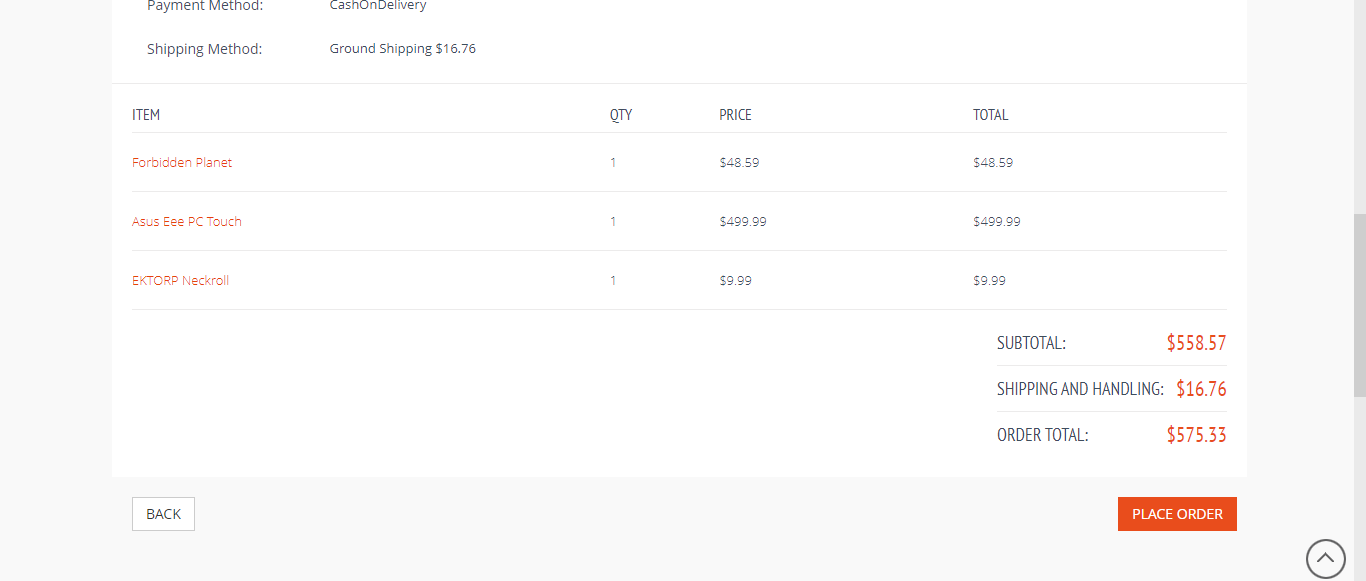 Payment Method: CashOnDelivery
Shipping Method: Ground Shipping $16.76
ITEM QTY PRICE TOTAL
Forbidden Planet 1 $48.59 $48.59
Asus Eee PC Touch 1 $499.99 $499.99
EKTORP Neckroll 1 $9.99 $9.99
SUBTOTAL: $558.57
SHIPPING AND HANDLING: $16.76
ORDER TOTAL: $575.33
BACK PLACE ORDER